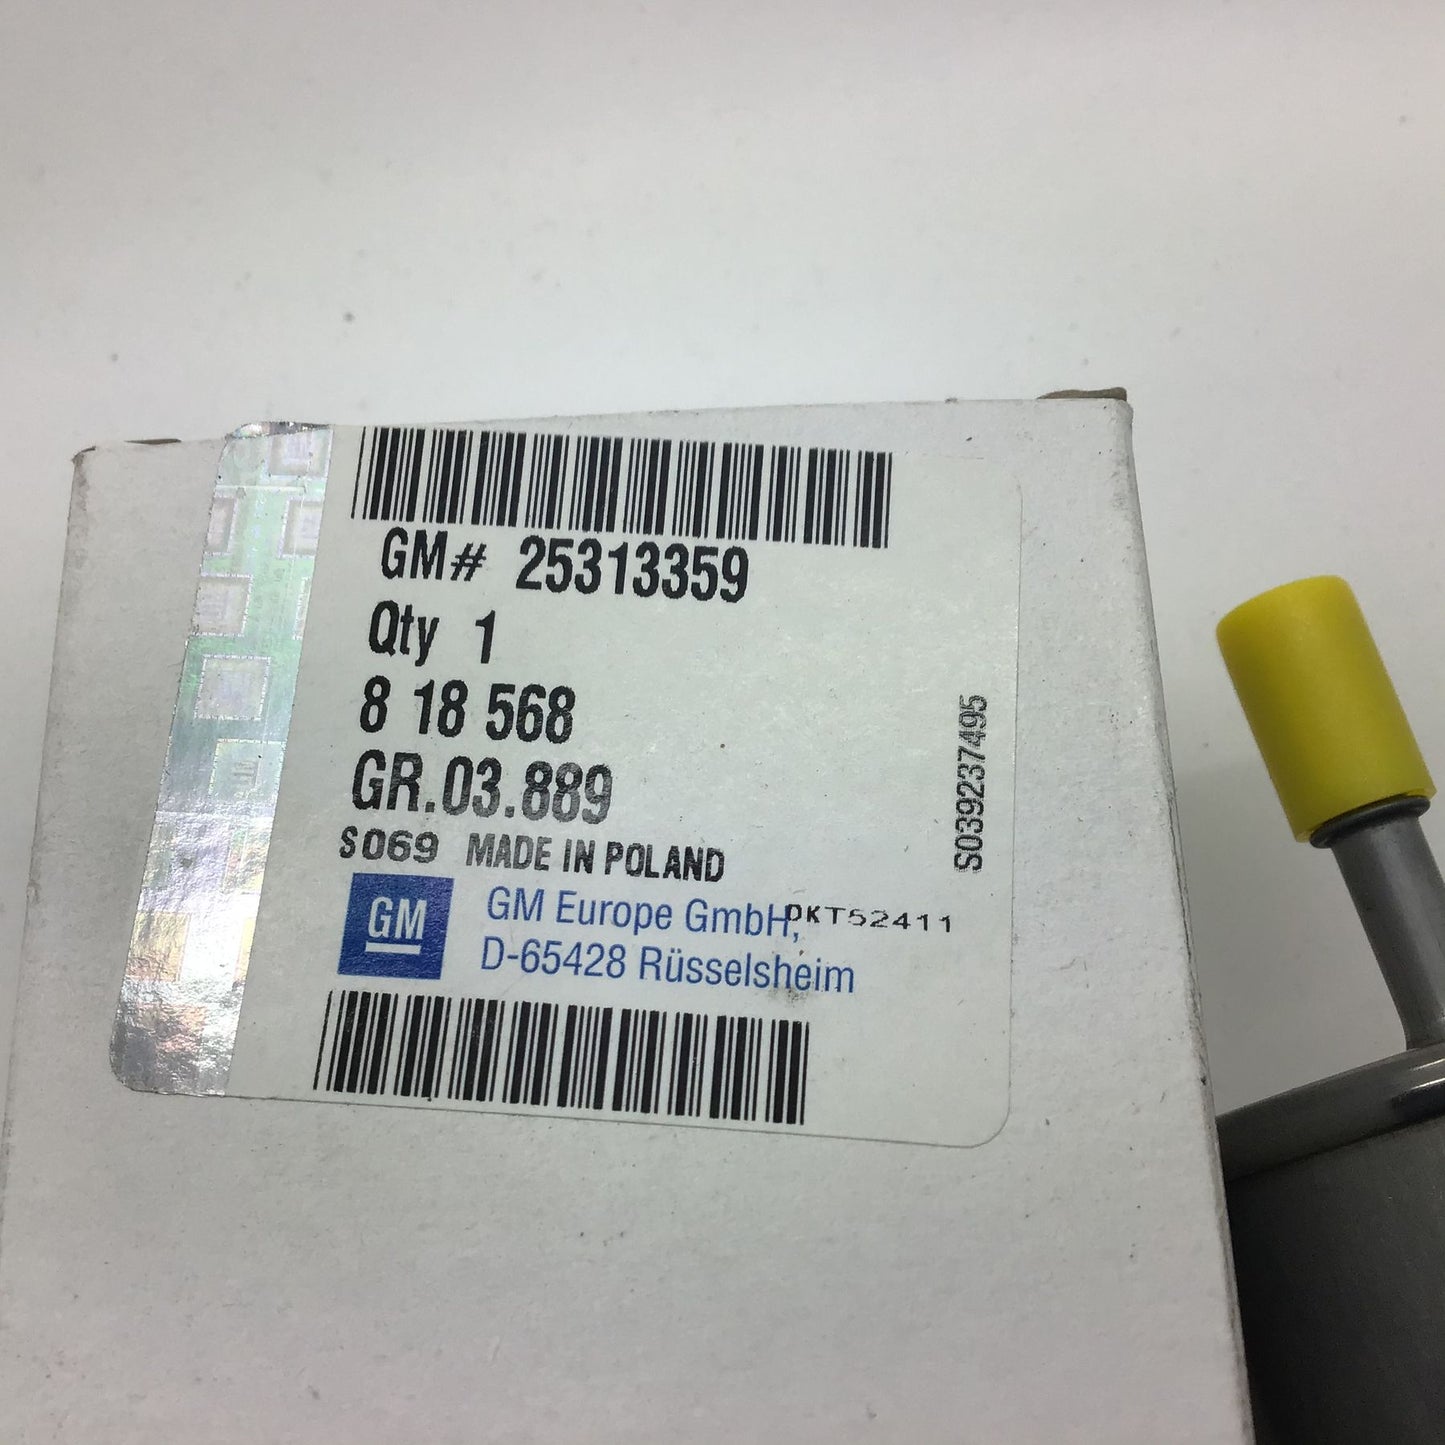 GM# 25313359
Qty 1
8 18 568
GR.03.889
S069 MADE IN POLAND
GM
GM Europe GmbH,
DKT52411
D-65428 Rüsselsheim
S039237495